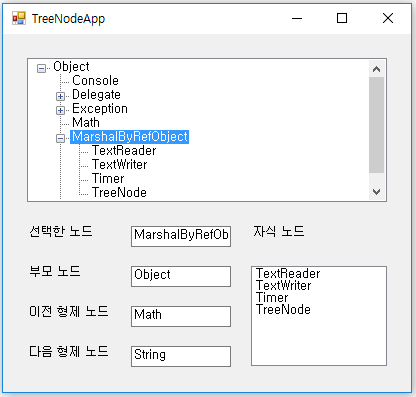 TreeNodeApp
Object
Console
Delegate
Exception
Math
MarshalByRefObject
TextReader
TextWriter
Timer
TreeNode
선택한 노드
MarshalByRefOb
자식 노드
부모 노드
Object
TextReader
TextWriter
Timer
TreeNode
이전 형제 노드
Math
다음 형제 노드
String